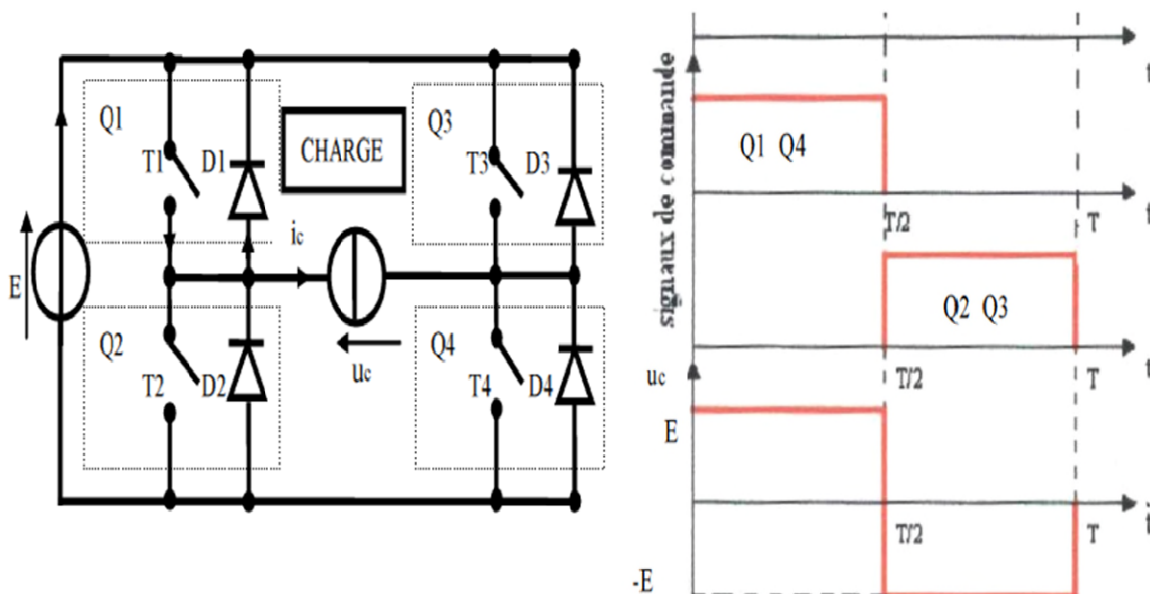 Q1
T1
D1
CHARGE
Q3
T3
D3
E
ic
Q2
T2
D2
uc
Q4
T4
D4
signaux de commande
t
Q1 Q4
T/2
T
t
Q2 Q3
T/2
T
t
uc
E
T/2
T
t
-E